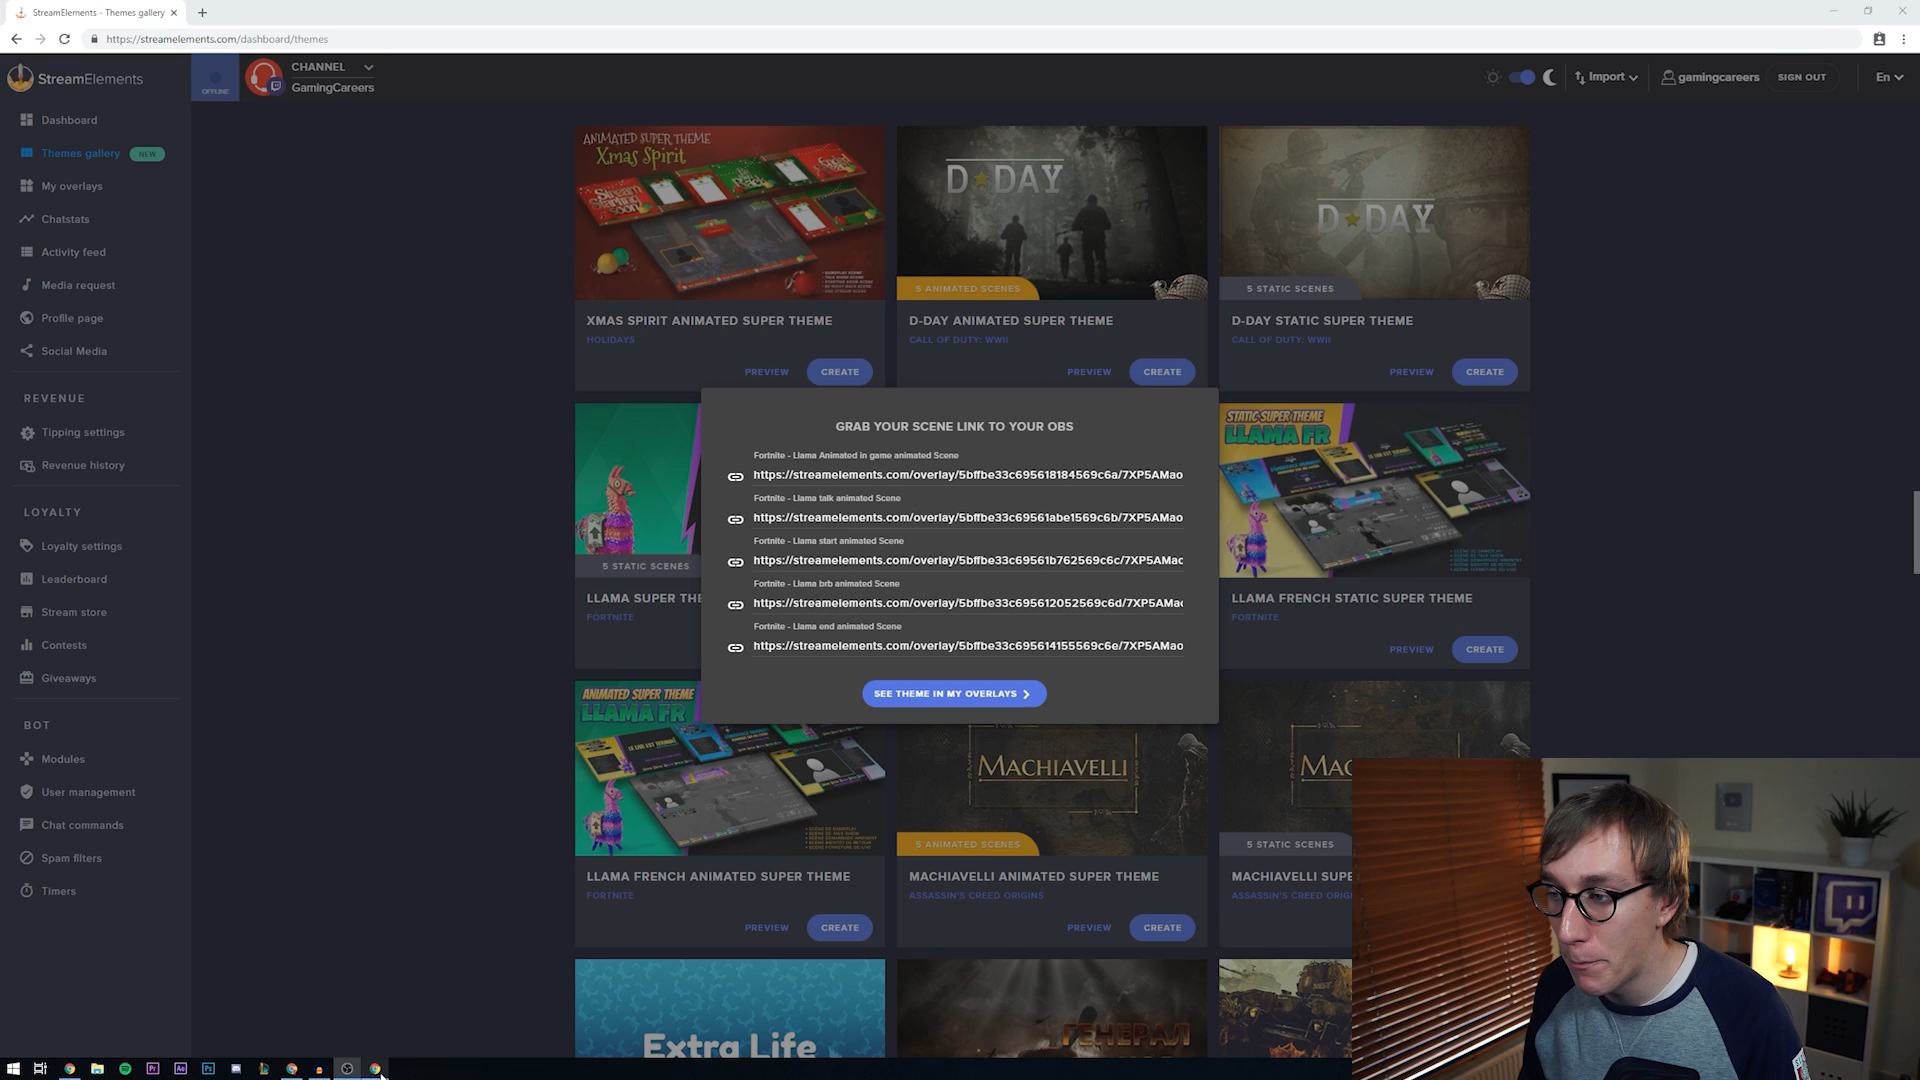 StreamElements - Themes gallery
https://streamelements.com/dashboard/themes
StreamElements
OFFLINE
CHANNEL
GamingCareers
Import
gamingcareers
SIGN OUT
En
Dashboard
Themes gallery
NEW
My overlays
Chatstats
Activity feed
Media request
Profile page
Social Media
REVENUE
Tipping settings
Revenue history
LOYALTY
Loyalty settings
Leaderboard
Stream store
Contests
Giveaways
BOT
Modules
User management
Chat commands
Spam filters
Timers
ANIMATED SUPER THEME
Xmas Spirit
XMAS SPIRIT ANIMATED SUPER THEME
HOLIDAYS
PREVIEW
CREATE
D DAY
5 ANIMATED SCENES
D-DAY ANIMATED SUPER THEME
CALL OF DUTY: WWII
PREVIEW
CREATE
D DAY
5 STATIC SCENES
D-DAY STATIC SUPER THEME
CALL OF DUTY: WWII
PREVIEW
CREATE
GRAB YOUR SCENE LINK TO YOUR OBS
Fortnite - Llama Animated in game animated Scene
https://streamelements.com/overlay/5bffbe33c695618184569c6a/7XP5AMao
Fortnite - Llama talk animated Scene
https://streamelements.com/overlay/5bffbe33c69561abe1569c6b/7XP5AMao
Fortnite - Llama start animated Scene
https://streamelements.com/overlay/5bffbe33c69561b762569c6c/7XP5AMac
Fortnite - Llama brb animated Scene
https://streamelements.com/overlay/5bffbe33c695612052569c6d/7XP5AMa
Fortnite - Llama end animated Scene
https://streamelements.com/overlay/5bffbe33c695614155569c6e/7XP5AMao
SEE THEME IN MY OVERLAYS
5 STATIC SCENES
LLAMA SUPER THE
FORTNITE
STATIC SUPER THEME
LLAMA FR
LLAMA FRENCH STATIC SUPER THEME
FORTNITE
PREVIEW
CREATE
ANIMATED SUPER THEME
LLAMA FR
LLAMA FRENCH ANIMATED SUPER THEME
FORTNITE
PREVIEW
CREATE
MACHIAVELLI
5 ANIMATED SCENES
MACHIAVELLI ANIMATED SUPER THEME
ASSASSIN'S CREED ORIGINS
PREVIEW
CREATE
MAC
5 STATIC SCENES
MACHIAVELLI SUPE
ASSASSIN'S CREED ORIG
Extra Life
ГЕНЕРАЛ
Pr
Ae
Ps